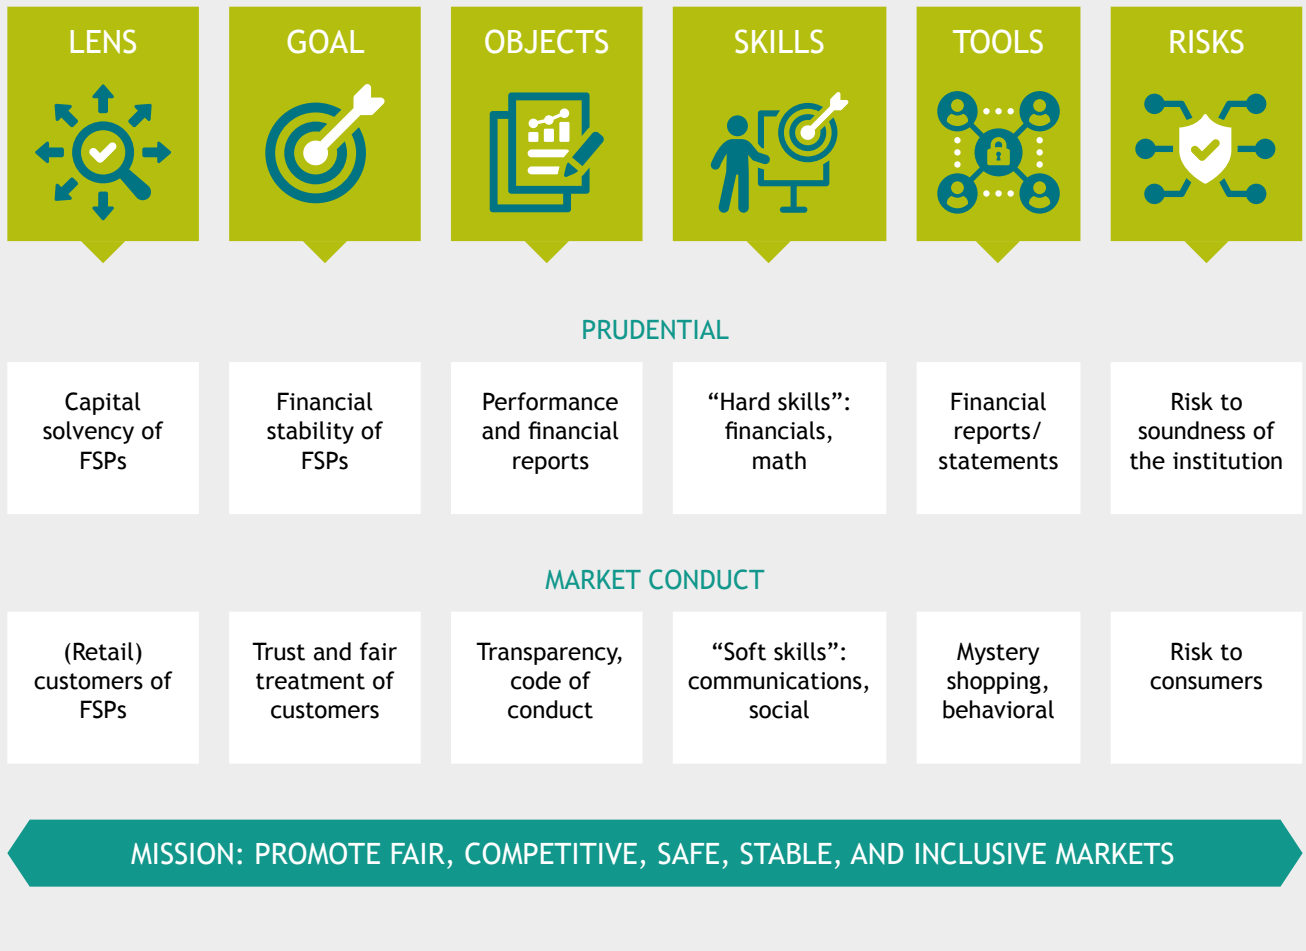 LENS
GOAL
OBJECTS
SKILLS
TOOLS
RISKS
PRUDENTIAL
Capital
solvency of
FSPs
Financial
stability of
FSPs
Performance
and financial
reports
“Hard skills”:
financials,
math
Financial
reports/
statements
Risk to
soundness of
the institution
MARKET CONDUCT
(Retail)
customers of
FSPs
Trust and fair
treatment of
customers
Transparency,
code of
conduct
“Soft skills”:
communications,
social
Mystery
shopping,
behavioral
Risk to
consumers
MISSION: PROMOTE FAIR, COMPETITIVE, SAFE, STABLE, AND INCLUSIVE MARKETS